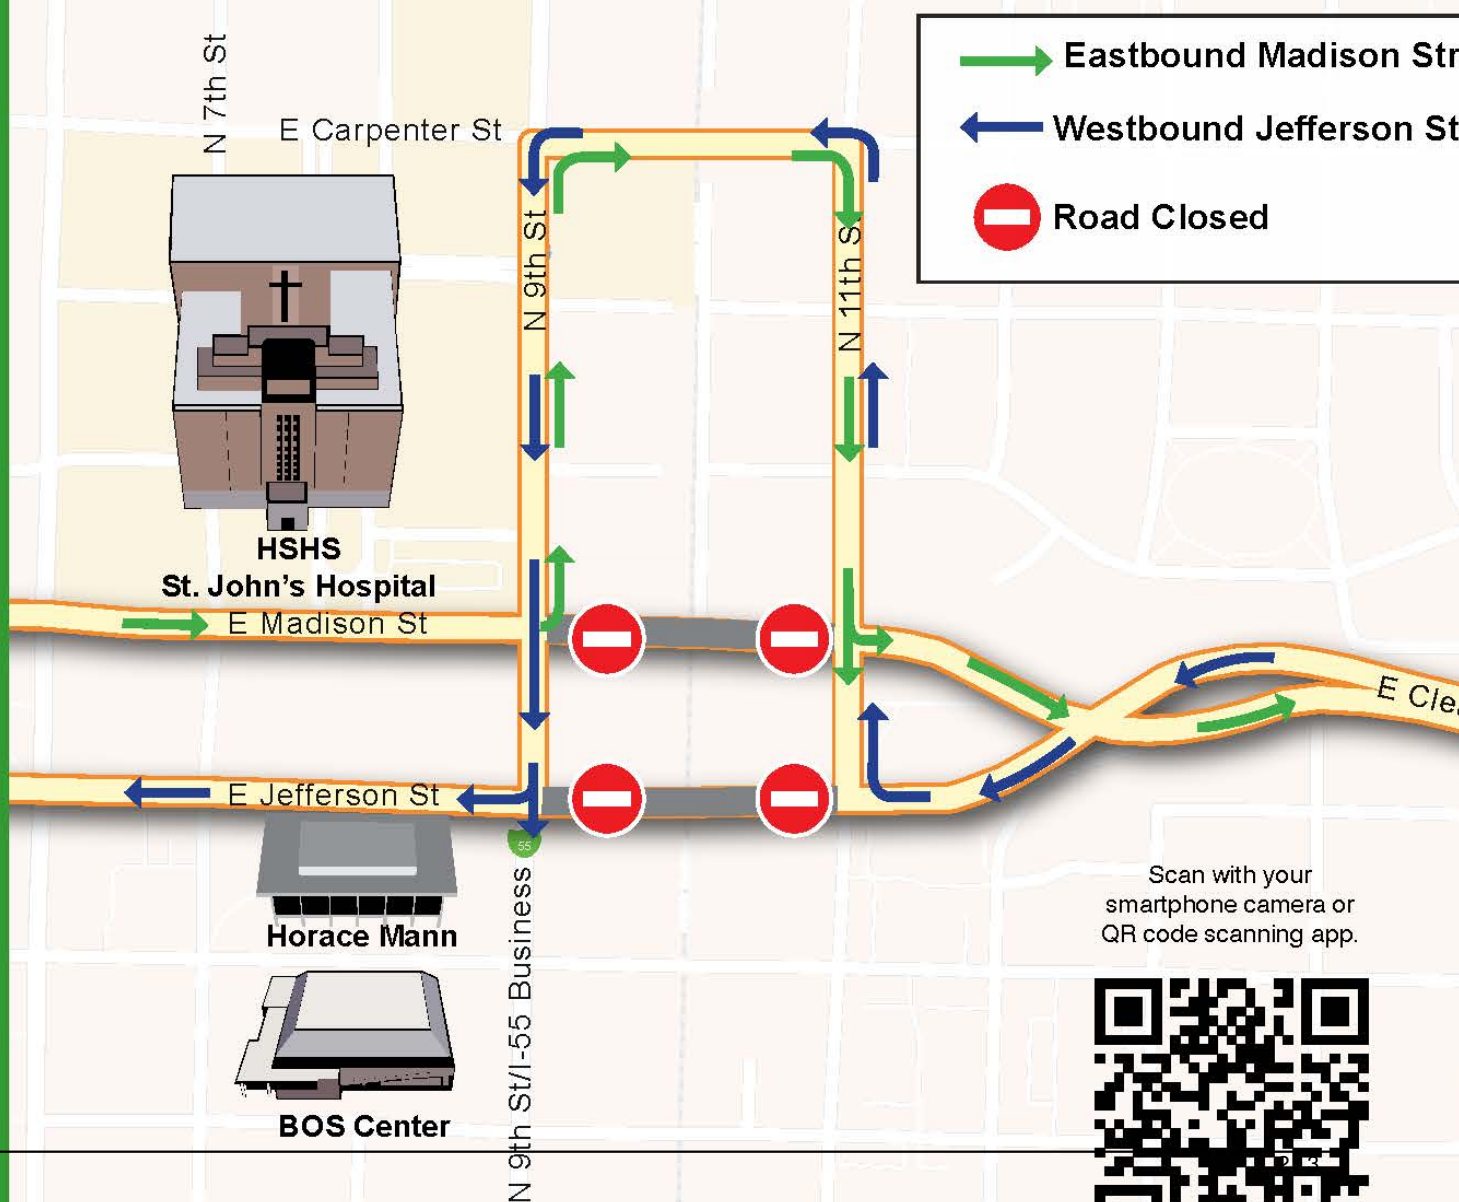 N 7th St
E Carpenter St
Eastbound Madison Str
Westbound Jefferson St
Road Closed
N 9th St
N 11th St
HSHS
St. John's Hospital
E Madison St
E Clea
E Jefferson St
55
Horace Mann
N 9th St/I-55 Business
BOS Center
Scan with your
smartphone camera or
QR code scanning app.